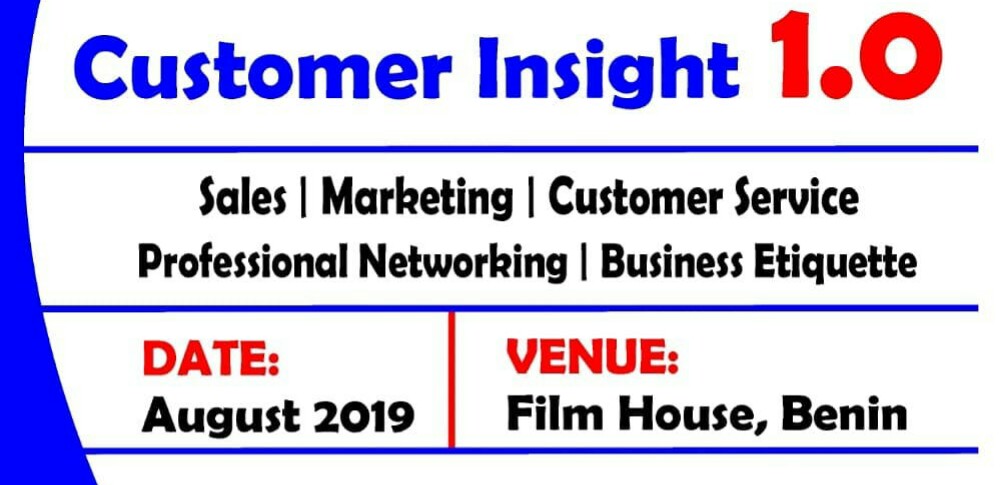 Customer Insight 1.0
Sales | Marketing | Customer Service
Professional Networking | Business Etiquette
DATE:
August 2019
VENUE:
Film House, Benin